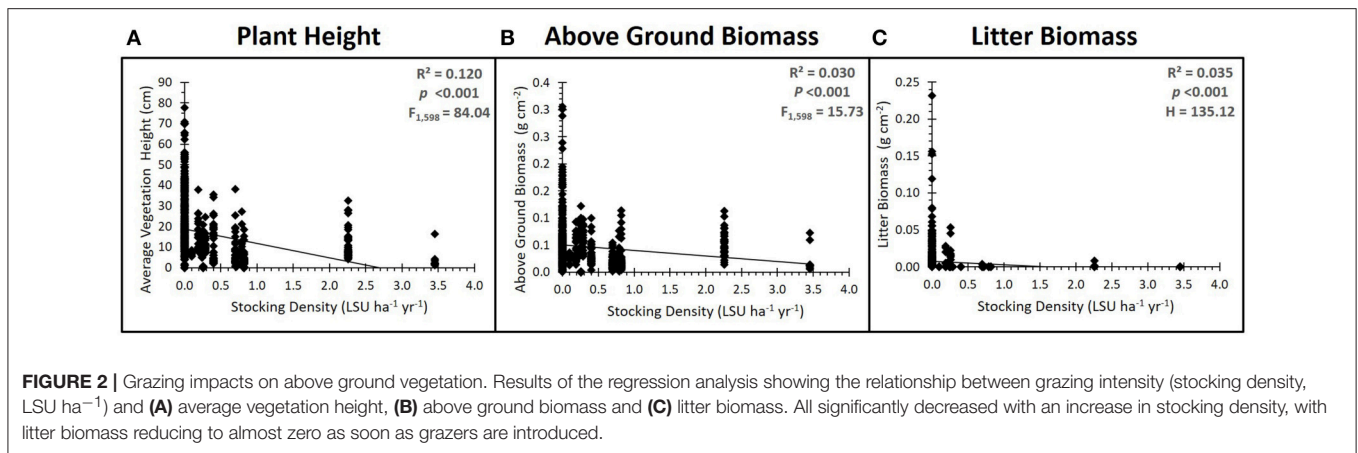 A Plant Height
R² = 0.120
p <0.001
F1,598 = 84.04
Average Vegetation Height (cm)
90
80
70
60
50
40
30
20
10
0
0.0 0.5 1.0 1.5 2.0 2.5 3.0 3.5 4.0
Stocking Density (LSU ha⁻¹ yr⁻¹)
B Above Ground Biomass
R² = 0.030
P <0.001
F1,598 = 15.73
Above Ground Biomass (g cm⁻²)
0.4
0.4
0.3
0.3
0.2
0.2
0.1
0.1
0.0
0.0 0.5 1.0 1.5 2.0 2.5 3.0 3.5 4.0
Stocking Density (LSU ha⁻¹ yr⁻¹)
C Litter Biomass
R² = 0.035
p <0.001
H = 135.12
Litter Biomass (g cm⁻²)
0.25
0.20
0.15
0.10
0.05
0.00
0.0 0.5 1.0 1.5 2.0 2.5 3.0 3.5 4.0
Stocking Density (LSU ha⁻¹ yr⁻¹)
FIGURE 2 | Grazing impacts on above ground vegetation. Results of the regression analysis showing the relationship between grazing intensity (stocking density,
LSU ha⁻¹) and (A) average vegetation height, (B) above ground biomass and (C) litter biomass. All significantly decreased with an increase in stocking density, with
litter biomass reducing to almost zero as soon as grazers are introduced.